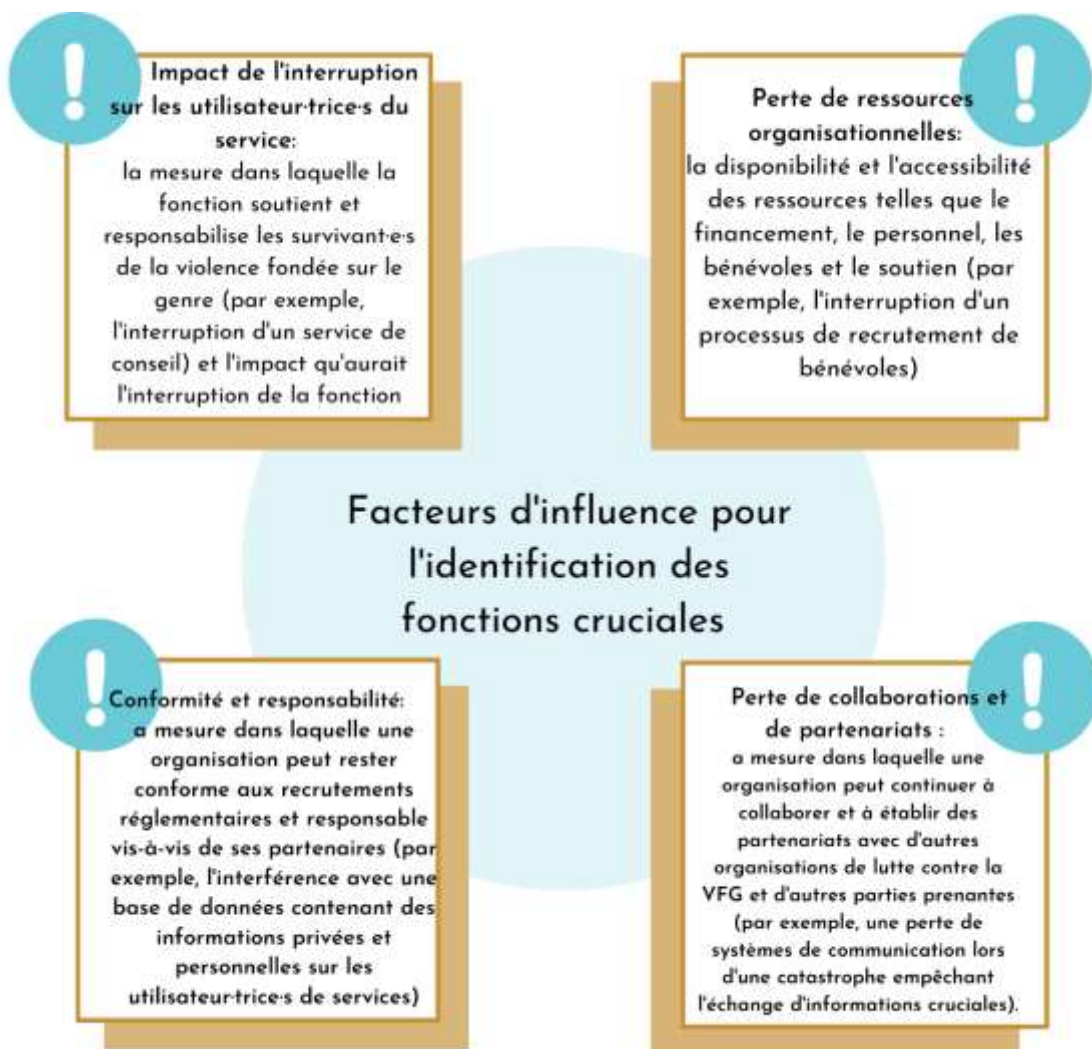 Impact de l'interruption
sur les utilisateur·trice·s du
service:
la mesure dans laquelle la
fonction soutient et
responsabilise les survivant·e·s
de la violence fondée sur le
genre (par exemple,
l'interruption d'un service de
conseil) et l'impact qu'aurait
l'interruption de la fonction
Perte de ressources
organisationnelles:
la disponibilité et l'accessibilité
des ressources telles que le
financement, le personnel, les
bénévoles et le soutien (par
exemple, l'interruption d'un
processus de recrutement de
bénévoles)
Facteurs d'influence pour
l'identification des
fonctions cruciales
Conformité et responsabilité:
a mesure dans laquelle une
organisation peut rester
conforme aux recrutements
réglementaires et responsable
vis-à-vis de ses partenaires (par
exemple, l'interférence avec une
base de données contenant des
informations privées et
personnelles sur les
utilisateur·trice·s de services)
Perte de collaborations et
de partenariats :
a mesure dans laquelle une
organisation peut continuer à
collaborer et à établir des
partenariats avec d'autres
organisations de lutte contre la
VFG et d'autres parties prenantes
(par exemple, une perte de
systèmes de communication lors
d'une catastrophe empêchant
l'échange d'informations cruciales).